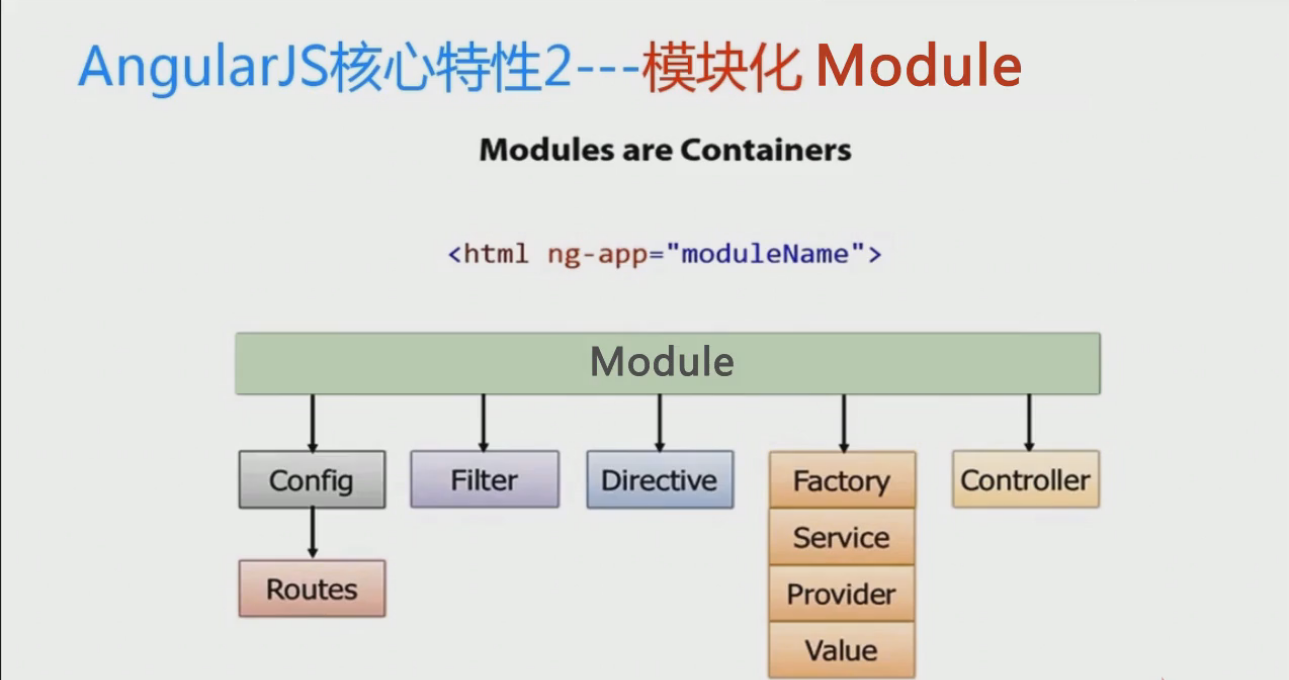 AngularJS核心特性2---模块化 Module
Modules are Containers
<html ng-app="moduleName">
Module
Config
Filter
Directive
Factory
Controller
Service
Routes
Provider
Value